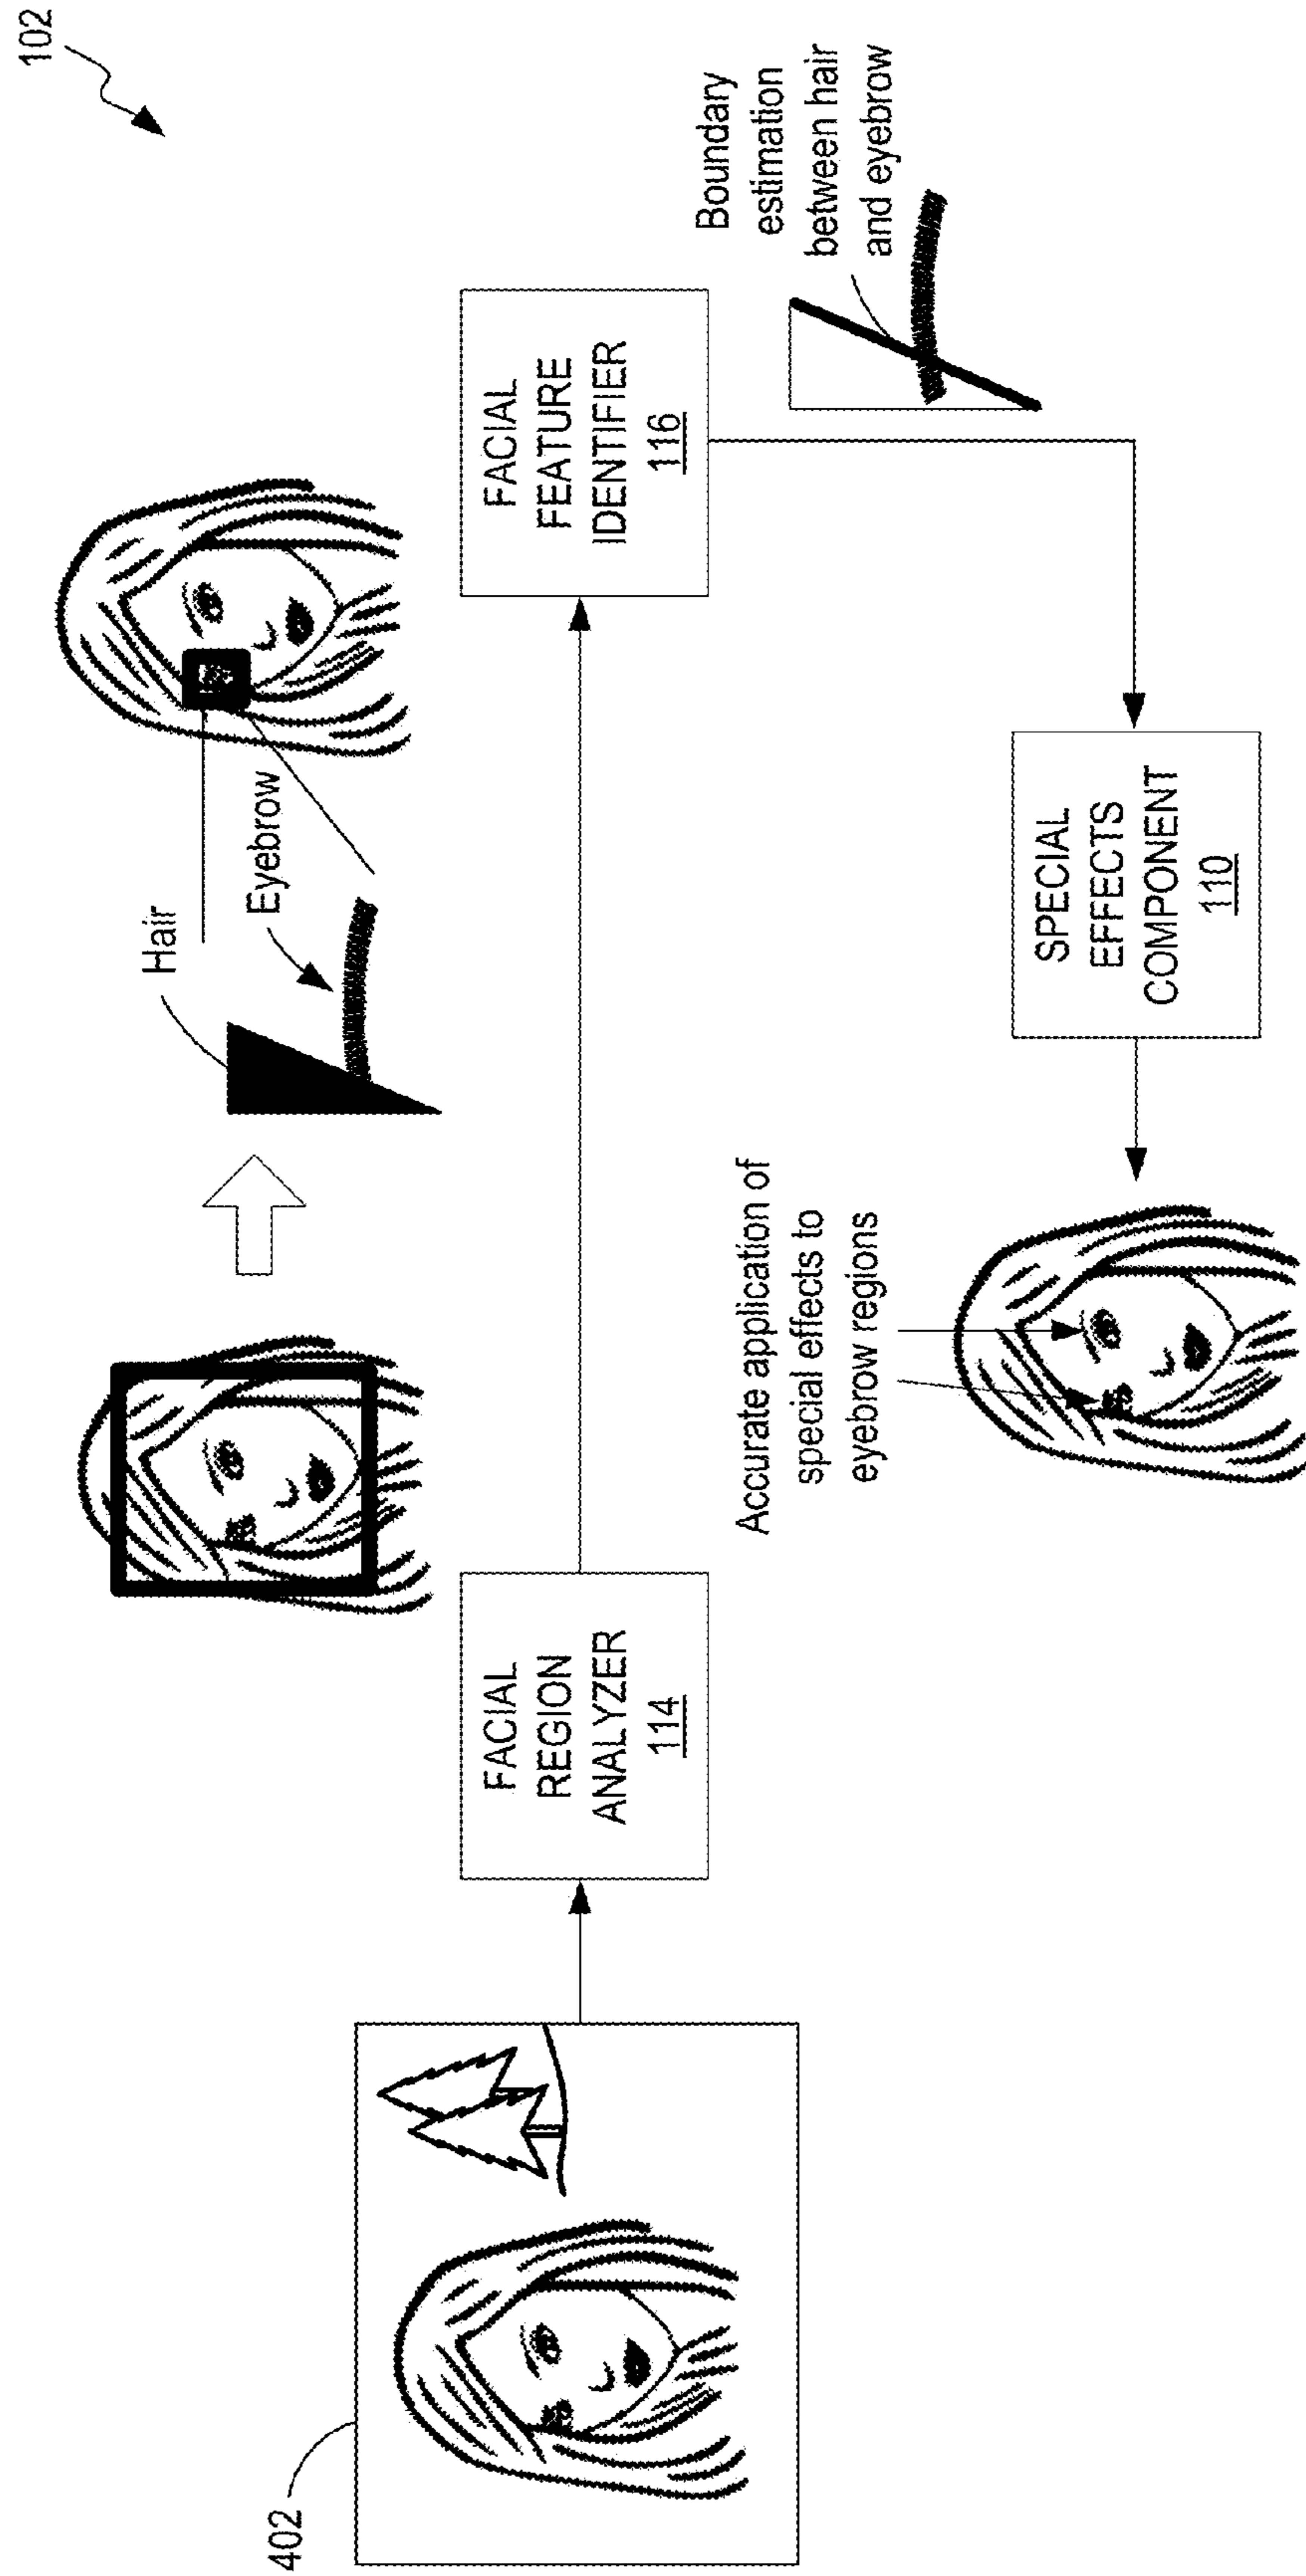 102
402
FACIAL
REGION
ANALYZER
114
Hair
Eyebrow
FACIAL
FEATURE
IDENTIFIER
116
Boundary
estimation
between hair
and eyebrow
Accurate application of
special effects to
eyebrow regions
SPECIAL
EFFECTS
COMPONENT
110